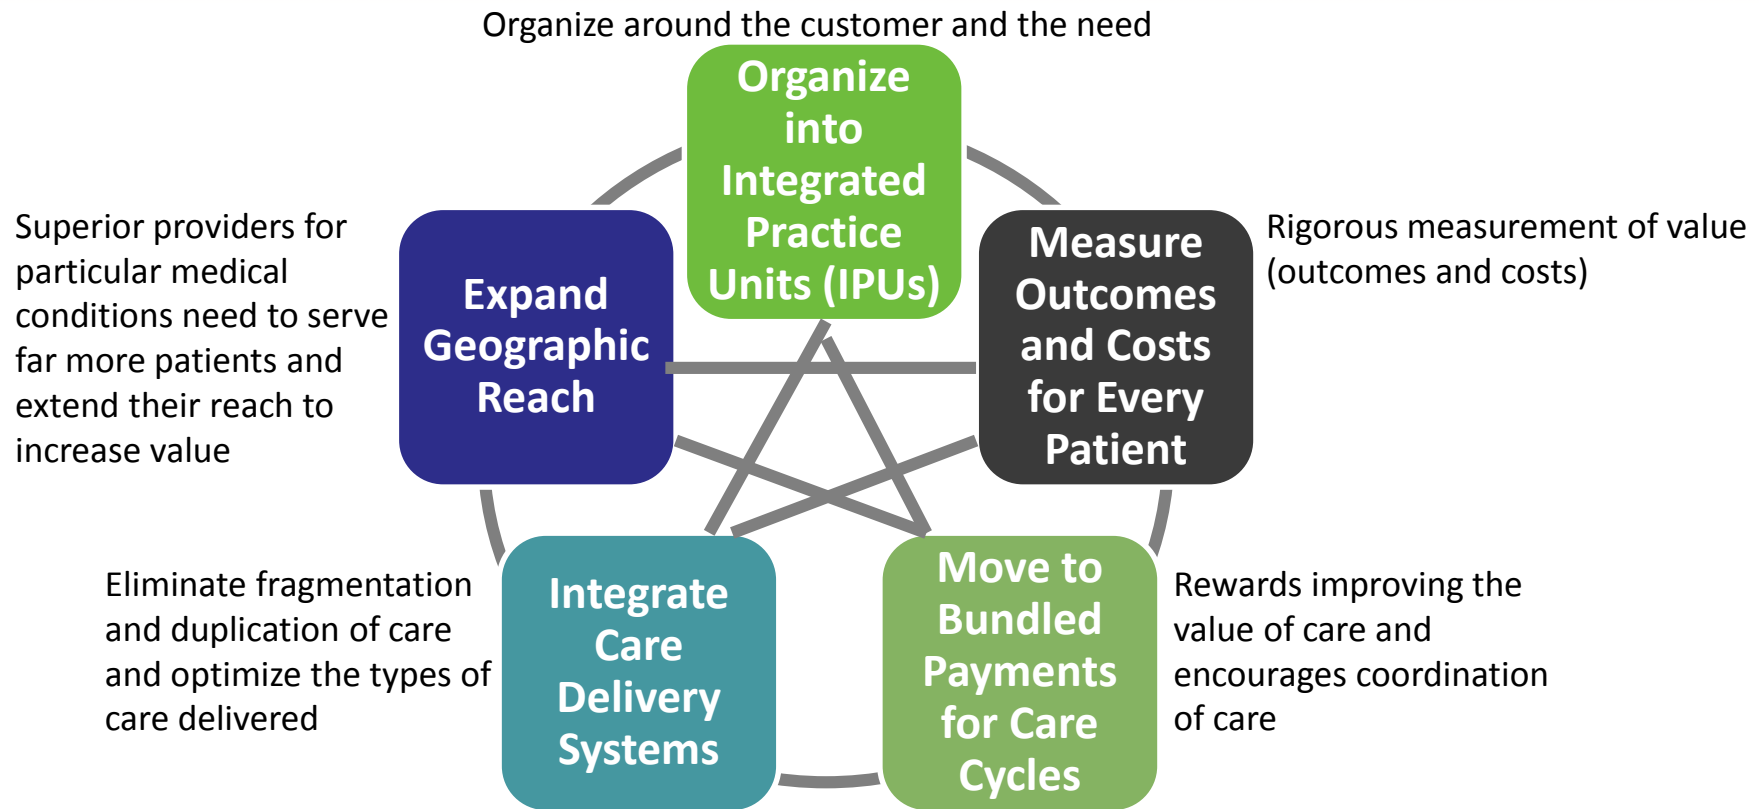 Organize around the customer and the need
Organize
into
Integrated
Practice
Units (IPUs)
Measure
Outcomes
and Costs
for Every
Patient
Rigorous measurement of value
(outcomes and costs)
Move to
Bundled
Payments
for Care
Cycles
Rewards improving the
value of care and
encourages coordination
of care
Integrate
Care
Delivery
Systems
Eliminate fragmentation
and duplication of care
and optimize the types of
care delivered
Expand
Geographic
Reach
Superior providers for
particular medical
conditions need to serve
far more patients and
extend their reach to
increase value